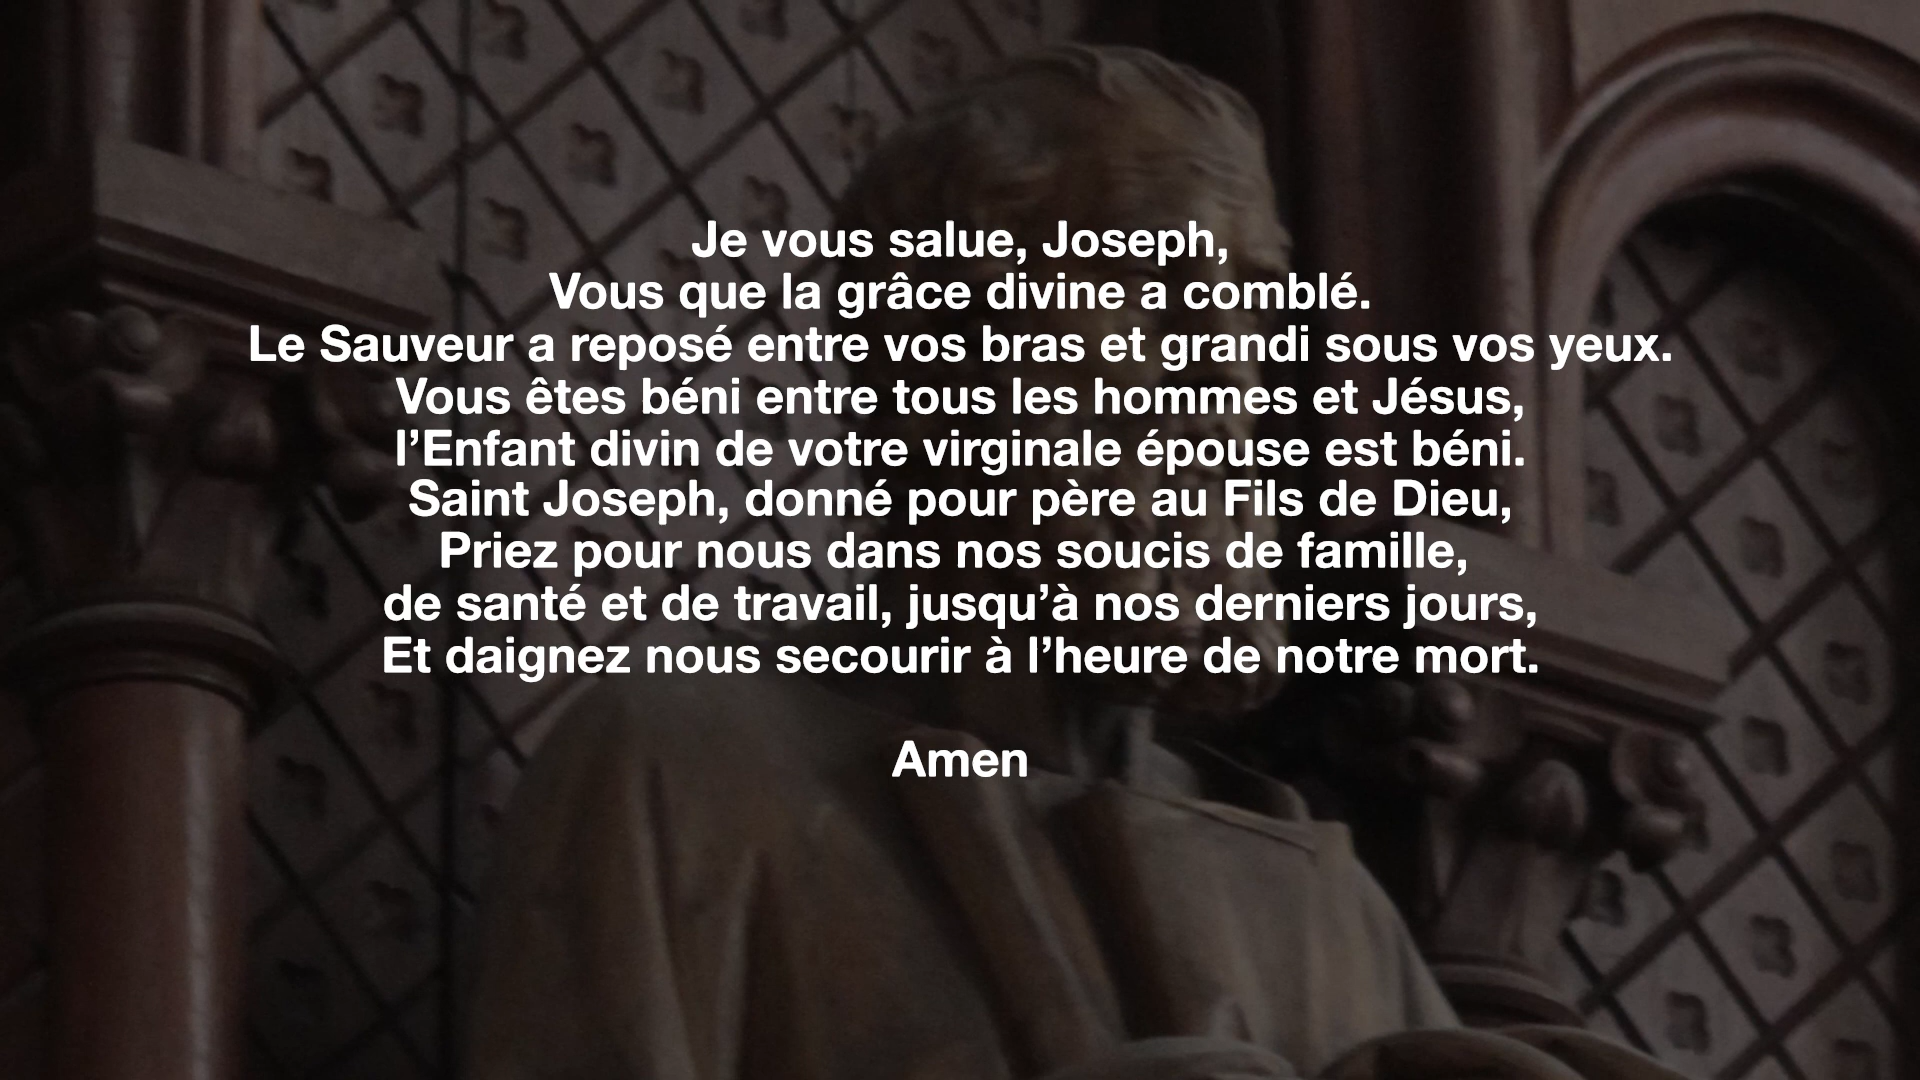 Je vous salue, Joseph,
Vous que la grâce divine a comblé.
Le Sauveur a reposé entre vos bras et grandi sous vos yeux.
Vous êtes béni entre tous les hommes et Jésus,
l’Enfant divin de votre virginale épouse est béni.
Saint Joseph, donné pour père au Fils de Dieu,
Priez pour nous dans nos soucis de famille,
de santé et de travail, jusqu’à nos derniers jours,
Et daignez nous secourir à l’heure de notre mort.
Amen